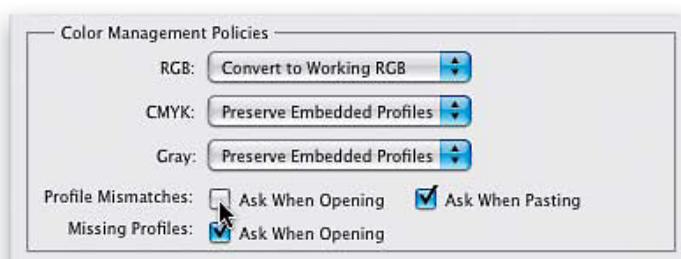 Color Management Policies
RGB: Convert to Working RGB
CMYK: Preserve Embedded Profiles
Gray: Preserve Embedded Profiles
Profile Mismatches: Ask When Opening Ask When Pasting
Missing Profiles: Ask When Opening